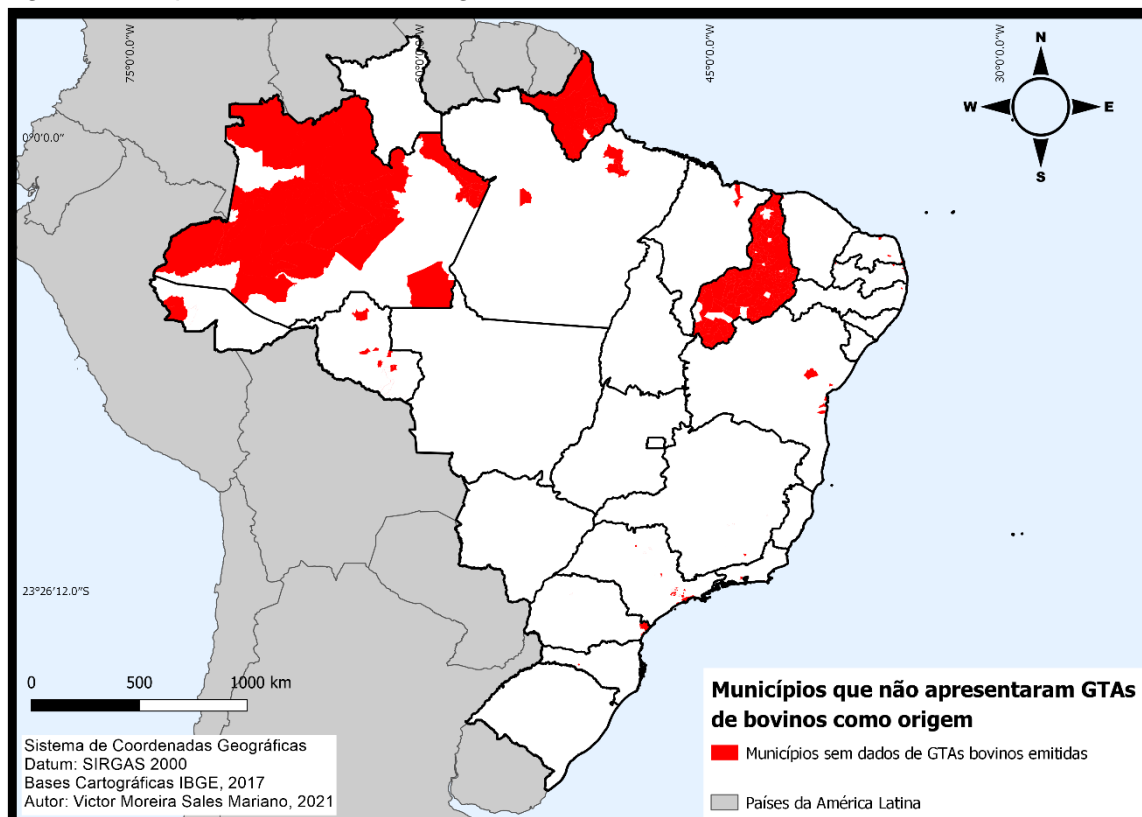 75°0'0.0"W
60°0'0.0"W
45°0'0.0"W
30°0'0.0"W
N
W
E
S
0°0'0.0"
23°26'12.0"S
0
500
1000 km
Sistema de Coordenadas Geográficas
Datum: SIRGAS 2000
Bases Cartográficas IBGE, 2017
Autor: Victor Moreira Sales Mariano, 2021
Municípios que não apresentaram GTAs
de bovinos como origem
Municípios sem dados de GTAs bovinos emitidas
Países da América Latina